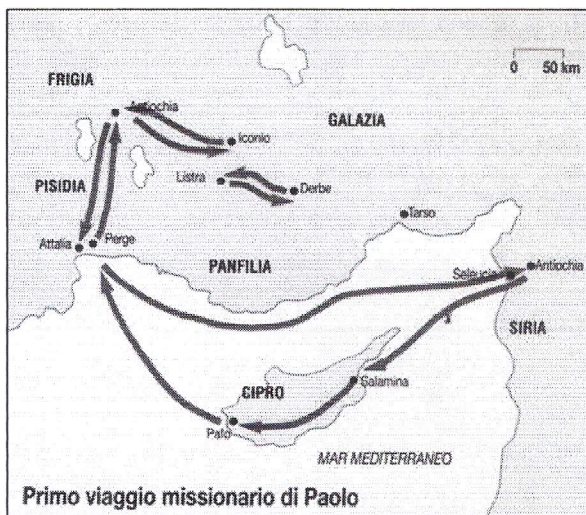 FRIGIA
0 50 km
Antiochia
GALAZIA
Iconio
Listra
Derbe
PISIDIA
Tarso
Attalia
Perge
PANFILIA
Seleucia
Antiochia
SIRIA
CIPRO
Salamina
Pafo
MAR MEDITERRANEO
Primo viaggio missionario di Paolo